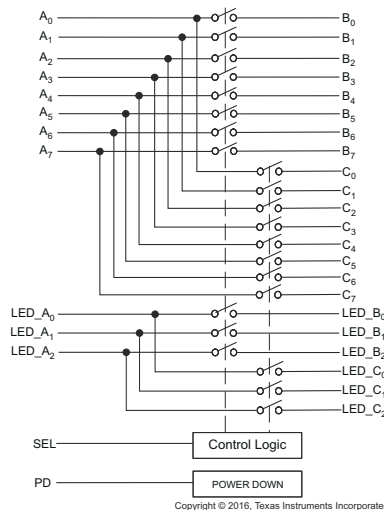 A0 B0
A1 B1
A2 B2
A3 B3
A4 B4
A5 B5
A6 B6
A7 B7
C0
C1
C2
C3
C4
C5
C6
C7
LED_A0 LED_B0
LED_A1 LED_B1
LED_A2 LED_B2
LED_C0
LED_C1
LED_C2
SEL Control Logic
PD POWER DOWN
Copyright © 2016, Texas Instruments Incorporate